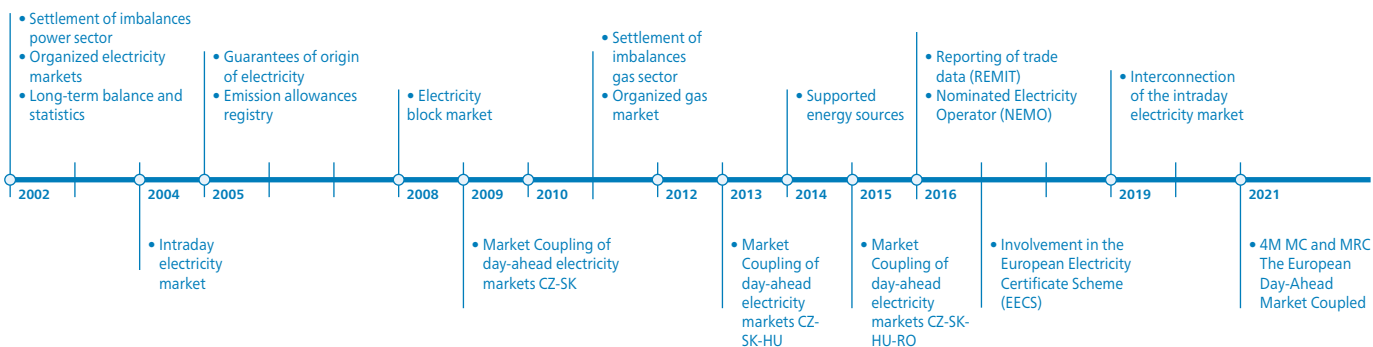 • Settlement of imbalances
power sector
• Organized electricity
markets
• Long-term balance and
statistics
• Guarantees of origin
of electricity
• Emission allowances
registry
• Electricity
block market
• Settlement of
imbalances
gas sector
• Organized gas
market
• Supported
energy sources
• Reporting of trade
data (REMIT)
• Nominated Electricity
Operator (NEMO)
• Interconnection
of the intraday
electricity market
2002
2004
2005
2008
2009
2010
2012
2013
2014
2015
2016
2019
2021
• Intraday
electricity
market
• Market Coupling of
day-ahead electricity
markets CZ-SK
• Market
Coupling of
day-ahead
electricity
markets CZ-
SK-HU
• Market
Coupling of
day-ahead
electricity
markets CZ-SK-
HU-RO
• Involvement in the
European Electricity
Certificate Scheme
(EECS)
• 4M MC and MRC
The European
Day-Ahead
Market Coupled